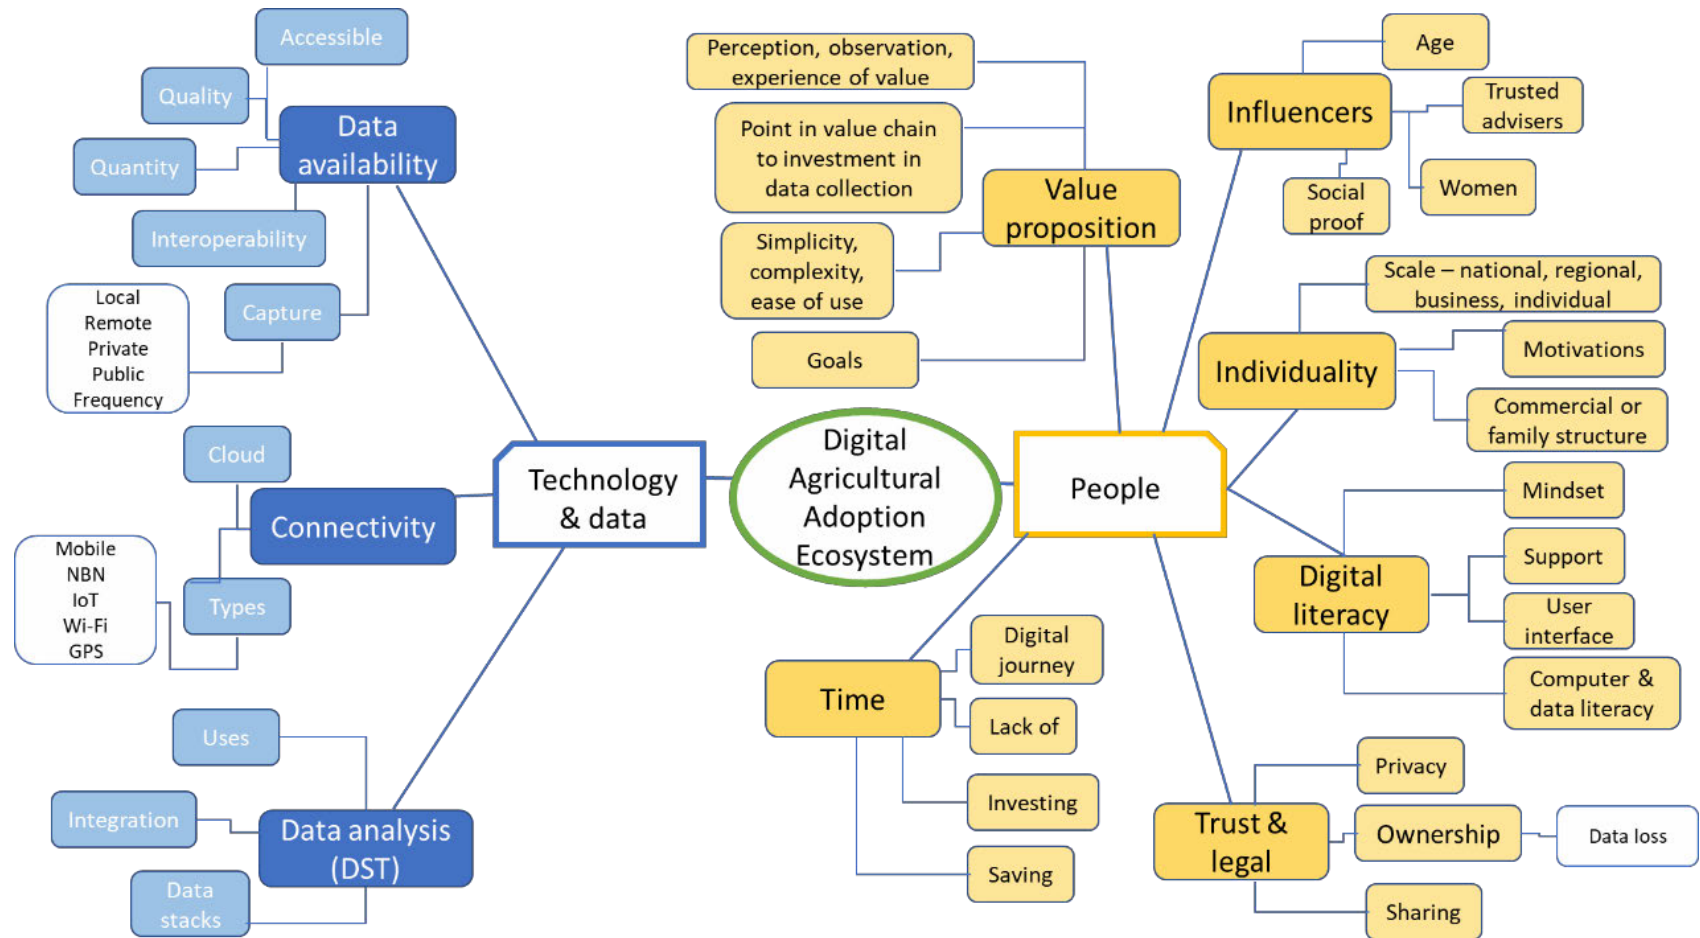 Accessible
Quality
Data
availability
Quantity
Interoperability
Capture
Local
Remote
Private
Public
Frequency
Cloud
Connectivity
Types
Mobile
NBN
IoT
Wi-Fi
GPS
Uses
Integration
Data analysis
(DST)
Data
stacks
Technology
& data
Digital
Agricultural
Adoption
Ecosystem
People
Perception, observation,
experience of value
Point in value chain
to investment in
data collection
Value
proposition
Simplicity,
complexity,
ease of use
Goals
Age
Influencers
Trusted
advisers
Social
proof
Women
Scale – national, regional,
business, individual
Individuality
Motivations
Commercial or
family structure
Mindset
Digital
literacy
Support
User
interface
Computer &
data literacy
Time
Digital
journey
Lack of
Investing
Saving
Trust &
legal
Privacy
Ownership
Data loss
Sharing